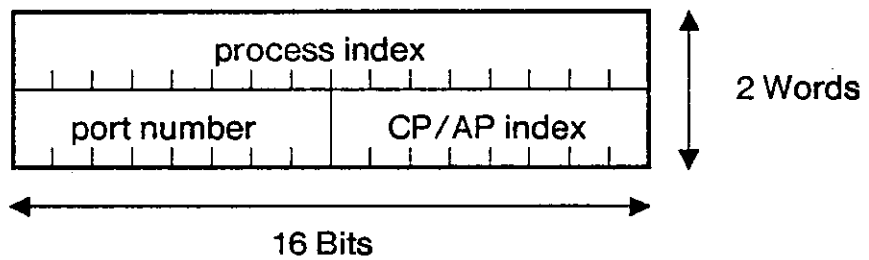 process index
2 Words
port number CP/AP index
16 Bits